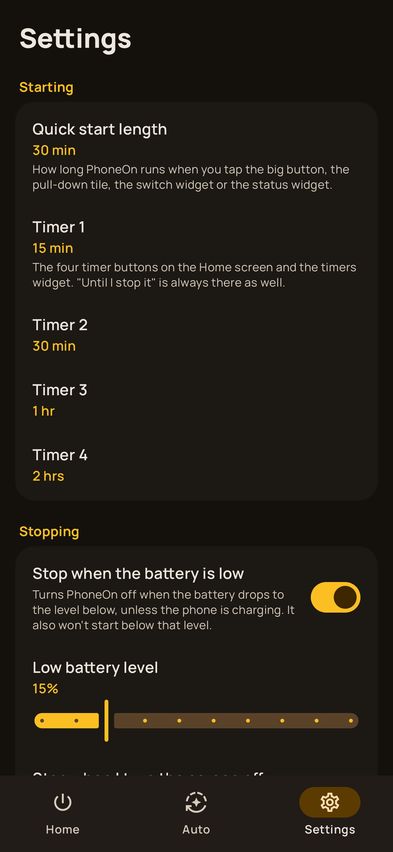 Settings
Starting
Quick start length
30 min
How long PhoneOn runs when you tap the big button, the
pull-down tile, the switch widget or the status widget.
Timer 1
15 min
The four timer buttons on the Home screen and the timers
widget. "Until I stop it" is always there as well.
Timer 2
30 min
Timer 3
1 hr
Timer 4
2 hrs
Stopping
Stop when the battery is low
Turns PhoneOn off when the battery drops to
the level below, unless the phone is charging. It
also won't start below that level.
Low battery level
15%
Home
Auto
Settings